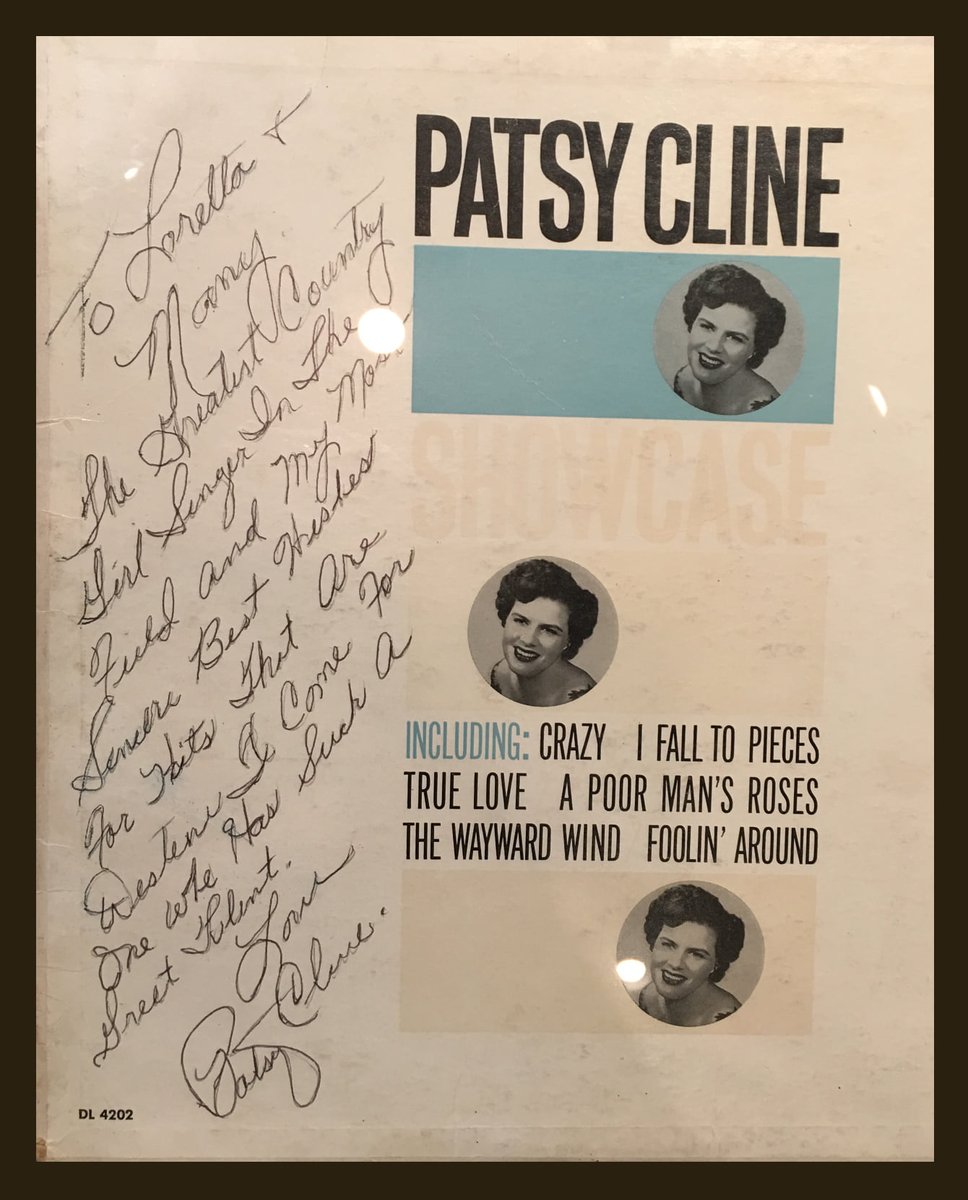 To Loretta &
Mooney.
The Greatest Country
Girl Singer In The
Field and My Most
Sincere Best Wishes
For Hits That Are
Destene To Come For
One Who Has Such A
Great Talent.
Love
Patsy Cline.
DL 4202
PATSY CLINE
SHOWCASE
INCLUDING: CRAZY I FALL TO PIECES
TRUE LOVE A POOR MAN'S ROSES
THE WAYWARD WIND FOOLIN' AROUND